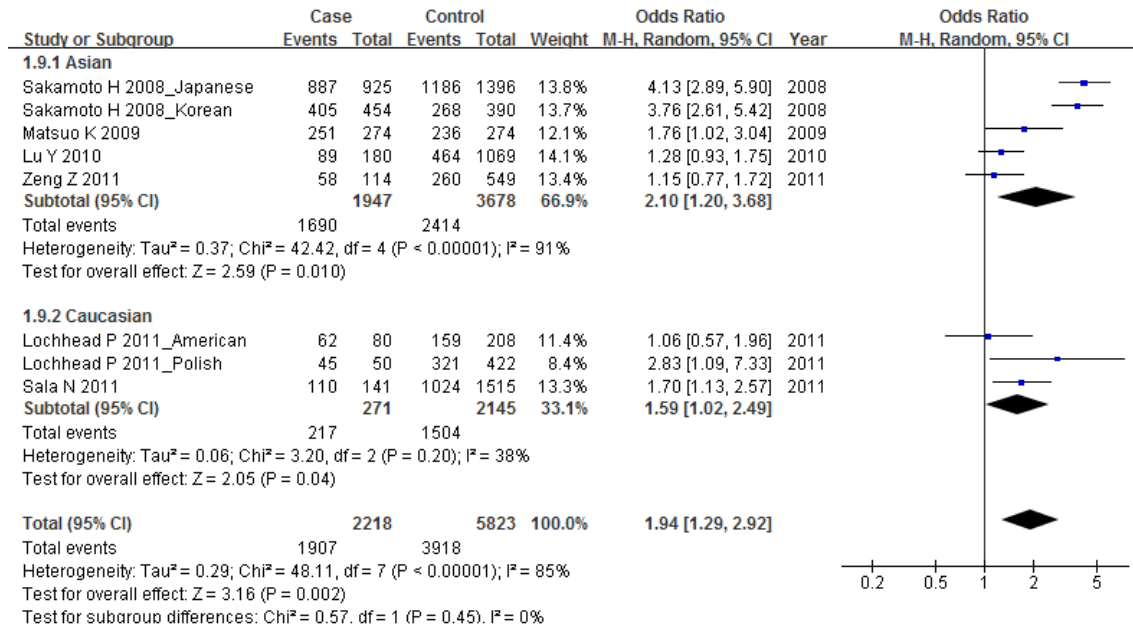 Case Control Odds Ratio Odds Ratio
Study or Subgroup Events Total Events Total Weight M-H, Random, 95% CI Year M-H, Random, 95% CI
1.9.1 Asian
Sakamoto H 2008_Japanese 887 925 1186 1396 13.8% 4.13 [2.89, 5.90] 2008
Sakamoto H 2008_Korean 405 454 268 390 13.7% 3.76 [2.61, 5.42] 2008
Matsuo K 2009 251 274 236 274 12.1% 1.76 [1.02, 3.04] 2009
Lu Y 2010 89 180 464 1069 14.1% 1.28 [0.93, 1.75] 2010
Zeng Z 2011 58 114 260 549 13.4% 1.15 [0.77, 1.72] 2011
Subtotal (95% CI) 1947 3678 66.9% 2.10 [1.20, 3.68]
Total events 1690 2414
Heterogeneity: Tau² = 0.37; Chi² = 42.42, df = 4 (P < 0.00001); I² = 91%
Test for overall effect: Z = 2.59 (P = 0.010)
1.9.2 Caucasian
Lochhead P 2011_American 62 80 159 208 11.4% 1.06 [0.57, 1.96] 2011
Lochhead P 2011_Polish 45 50 321 422 8.4% 2.83 [1.09, 7.33] 2011
Sala N 2011 110 141 1024 1515 13.3% 1.70 [1.13, 2.57] 2011
Subtotal (95% CI) 271 2145 33.1% 1.59 [1.02, 2.49]
Total events 217 1504
Heterogeneity: Tau² = 0.06; Chi² = 3.20, df = 2 (P = 0.20); I² = 38%
Test for overall effect: Z = 2.05 (P = 0.04)
Total (95% CI) 2218 5823 100.0% 1.94 [1.29, 2.92]
Total events 1907 3918
Heterogeneity: Tau² = 0.29; Chi² = 48.11, df = 7 (P < 0.00001); I² = 85%
Test for overall effect: Z = 3.16 (P = 0.002)
Test for subgroup differences: Chi² = 0.57, df = 1 (P = 0.45), I² = 0%
0.2 0.5 1 2 5